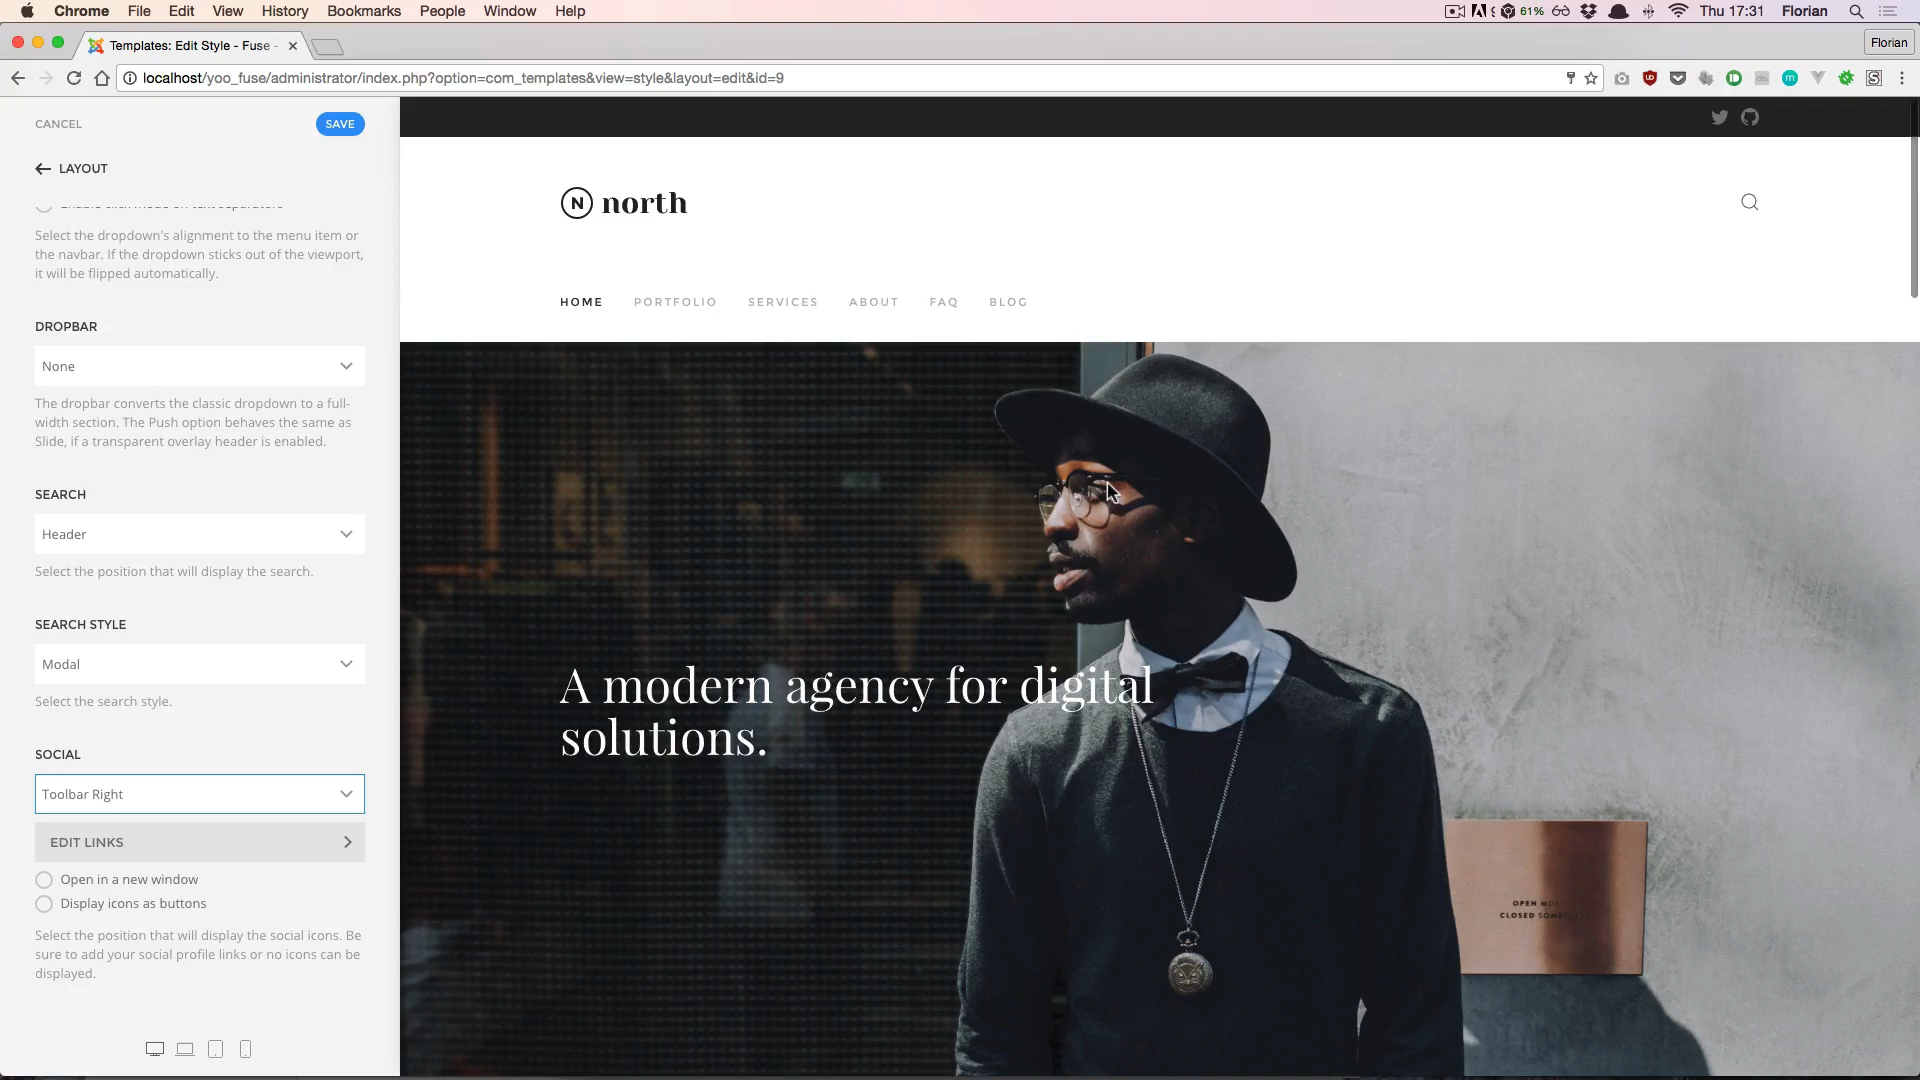 Chrome File Edit View History Bookmarks People Window Help
61% Thu 17:31 Florian
Templates: Edit Style - Fuse -
Florian
localhost/yoo_fuse/administrator/index.php?option=com_templates&view=style&layout=edit&id=9
CANCEL
SAVE
LAYOUT
Select the dropdown's alignment to the menu item or
the navbar. If the dropdown sticks out of the viewport,
it will be flipped automatically.
DROPBAR
None
The dropbar converts the classic dropdown to a full-
width section. The Push option behaves the same as
Slide, if a transparent overlay header is enabled.
SEARCH
Header
Select the position that will display the search.
SEARCH STYLE
Modal
Select the search style.
SOCIAL
Toolbar Right
EDIT LINKS
Open in a new window
Display icons as buttons
Select the position that will display the social icons. Be
sure to add your social profile links or no icons can be
displayed.
N north
HOME PORTFOLIO SERVICES ABOUT FAQ BLOG
A modern agency for digital
solutions.
OPEN
CLOSED